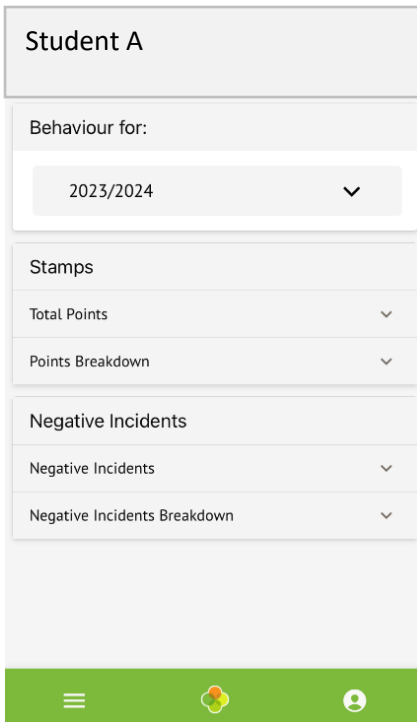 Student A
Behaviour for:
2023/2024
Stamps
Total Points
Points Breakdown
Negative Incidents
Negative Incidents
Negative Incidents Breakdown